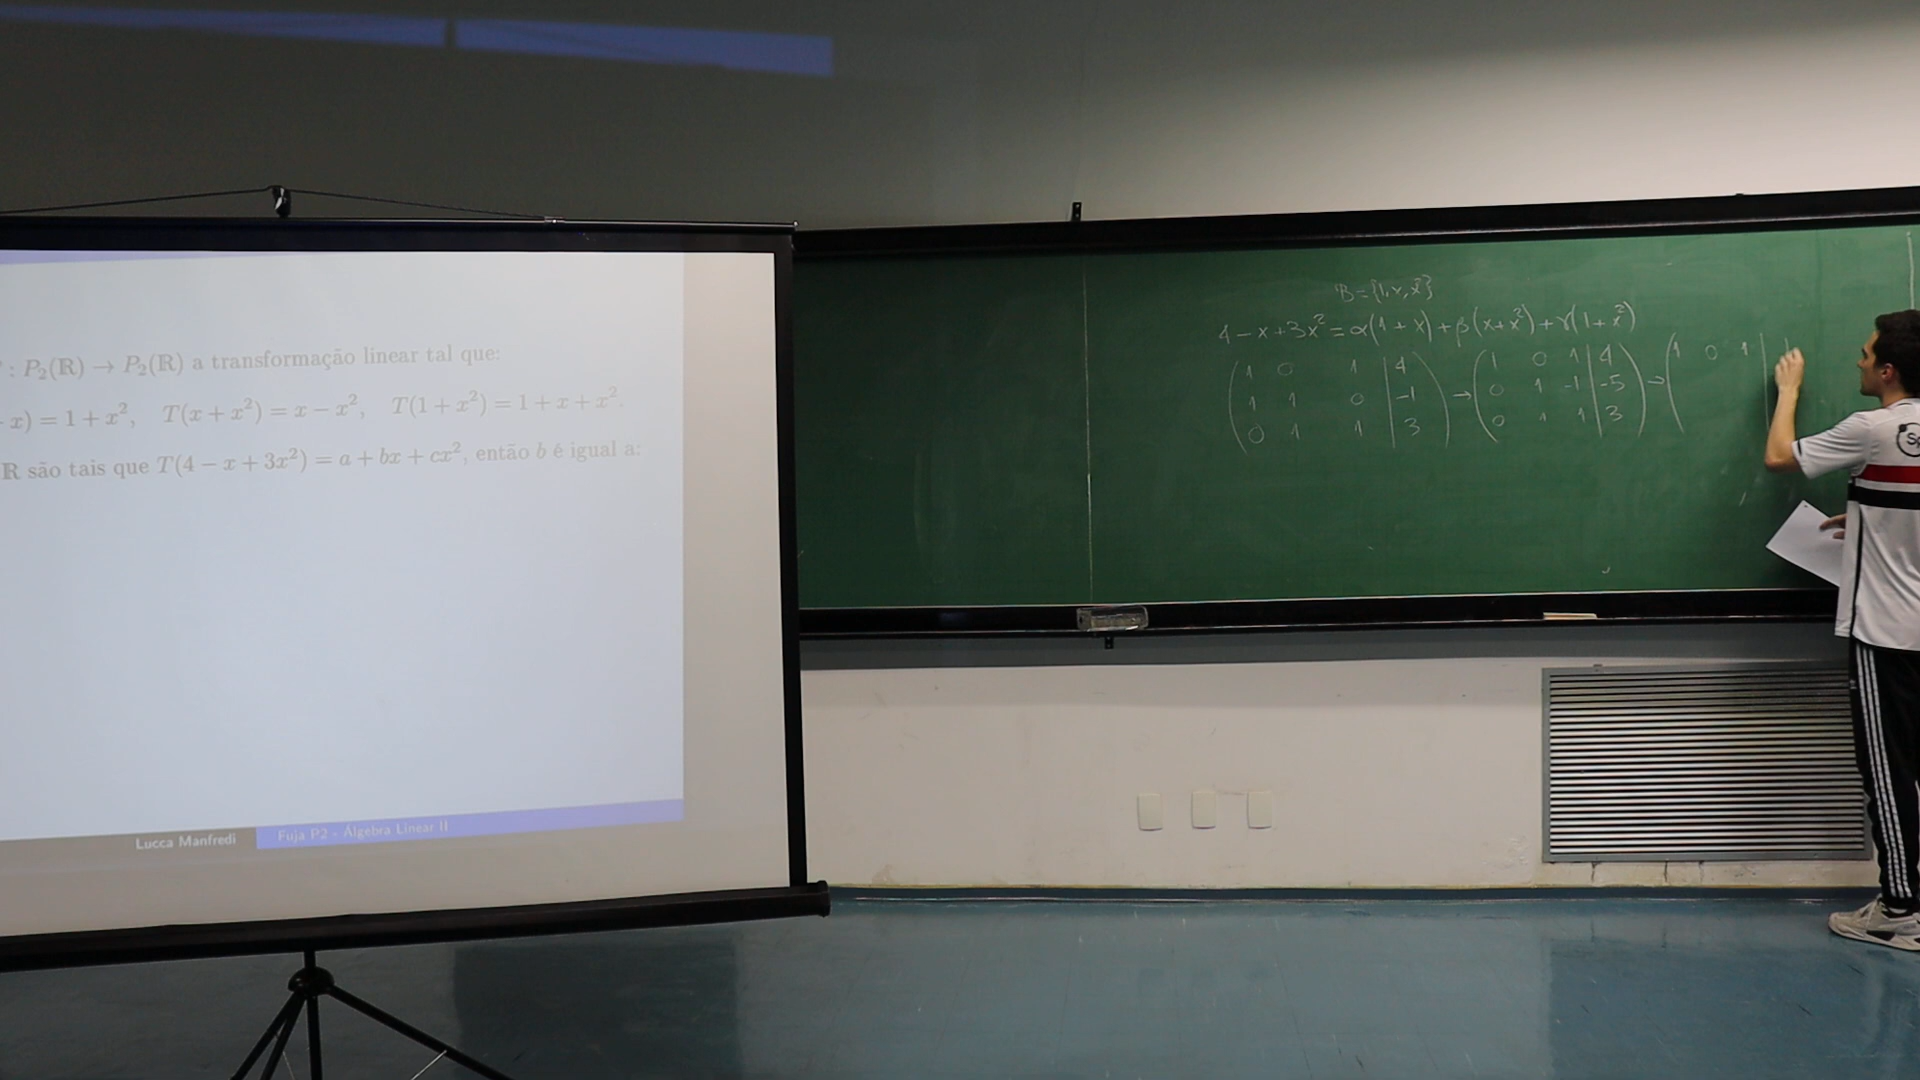 : P₂(ℝ) → P₂(ℝ) a transformação linear tal que:
x) = 1 + x², T(x + x²) = x − x², T(1 + x²) = 1 + x + x².
ℝ são tais que T(4 − x + 3x²) = a + bx + cx², então b é igual a:
Lucca Manfredi
Fuja P2 - Álgebra Linear II
B = {1, x, x²}
4 − x + 3x² = α(1 + x) + β(x + x²) + γ(1 + x²)
( 1 0 1 | 4 ) → ( 1 0 1 | 4 ) → ( 1 0 1 |
( 1 1 0 | −1 ) ( 0 1 −1 | −5 )
( 0 1 1 | 3 ) ( 0 1 1 | 3 )